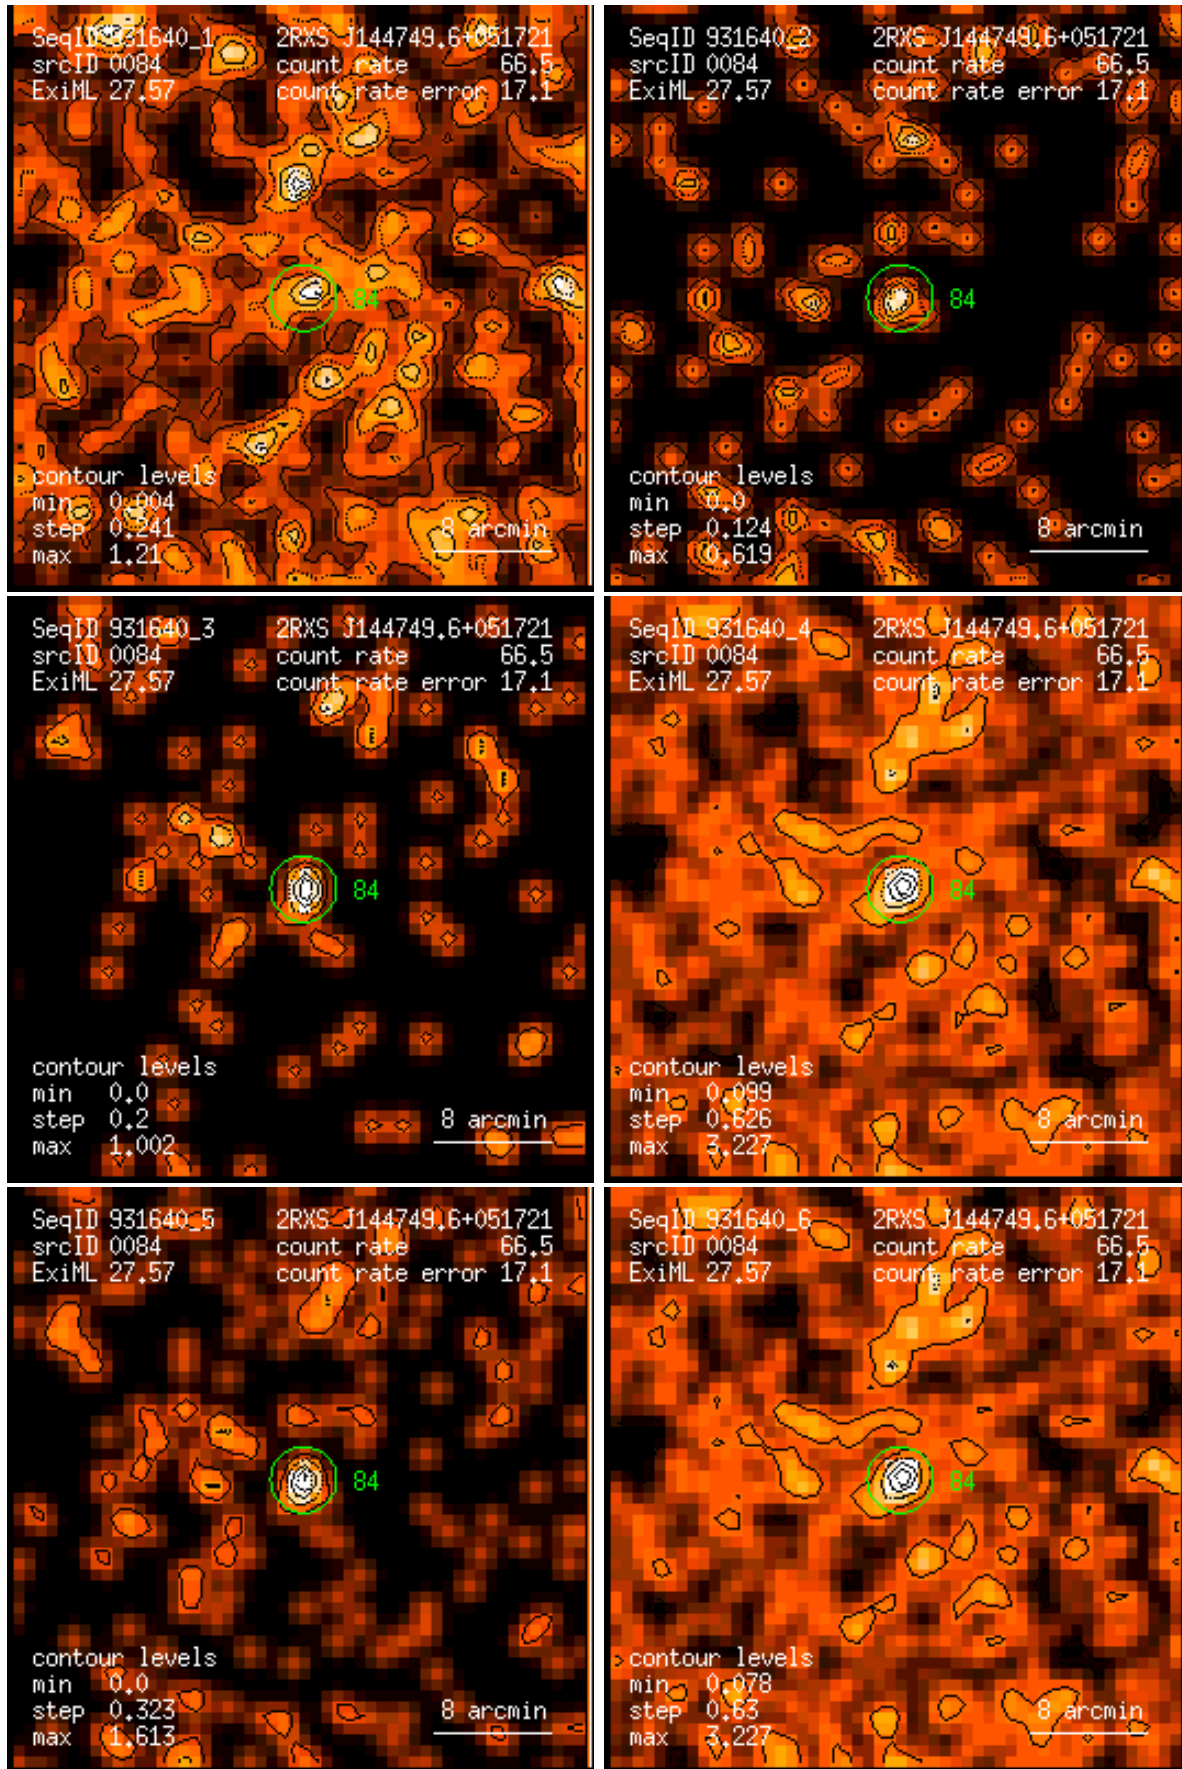 SeqID 931640_1 2RXS J144749.6+051721
srcID 0084 count rate 66.5
ExiML 27.57 count rate error 17.1
84
contour levels
min 0.004
step 0.241 8 arcmin
max 1.21
SeqID 931640_2 2RXS J144749.6+051721
srcID 0084 count rate 66.5
ExiML 27.57 count rate error 17.1
84
contour levels
min 0.0
step 0.124 8 arcmin
max 0.619
SeqID 931640_3 2RXS J144749.6+051721
srcID 0084 count rate 66.5
ExiML 27.57 count rate error 17.1
84
contour levels
min 0.0
step 0.2 8 arcmin
max 1.002
SeqID 931640_4 2RXS J144749.6+051721
srcID 0084 count rate 66.5
ExiML 27.57 count rate error 17.1
84
contour levels
min 0.099
step 0.626 8 arcmin
max 3.227
SeqID 931640_5 2RXS J144749.6+051721
srcID 0084 count rate 66.5
ExiML 27.57 count rate error 17.1
84
contour levels
min 0.0
step 0.323 8 arcmin
max 1.613
SeqID 931640_6 2RXS J144749.6+051721
srcID 0084 count rate 66.5
ExiML 27.57 count rate error 17.1
84
contour levels
min 0.078
step 0.63 8 arcmin
max 3.227